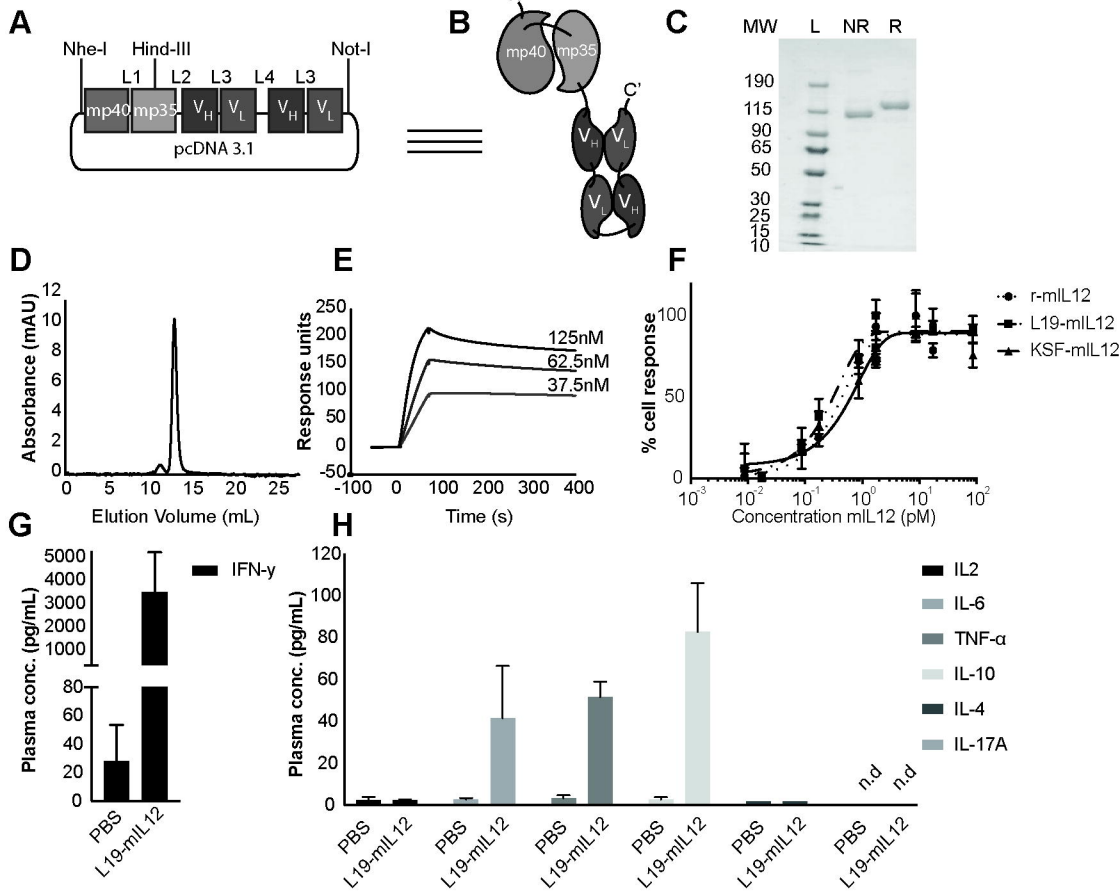 A
Nhe-I Hind-III Not-I
L1 L2 L3 L4 L3
mp40 mp35 VH VL VH VL
pcDNA 3.1
B
mp40 mp35
C'
VH VL
VL VH
C
MW L NR R
190
115
90
65
50
30
25
15
10
D
Absorbance (mAU)
12
10
8
6
4
2
0
0 5 10 15 20 25
Elution Volume (mL)
E
Response units
250
200
150
100
50
0
-50
125nM
62.5nM
37.5nM
-100 0 100 200 300 400
Time (s)
F
% cell response
100
50
0
10-3 10-2 10-1 100 101 102
Concentration mIL12 (pM)
r-mIL12
L19-mIL12
KSF-mIL12
G
Plasma conc. (pg/mL)
5000
4000
3000
2000
1000
80
60
40
20
0
IFN-y
PBS
L19-mIL12
H
Plasma conc. (pg/mL)
120
100
80
60
40
20
0
n.d
n.d
PBS
L19-mIL12
PBS
L19-mIL12
PBS
L19-mIL12
PBS
L19-mIL12
PBS
L19-mIL12
PBS
L19-mIL12
IL2
IL-6
TNF-α
IL-10
IL-4
IL-17A